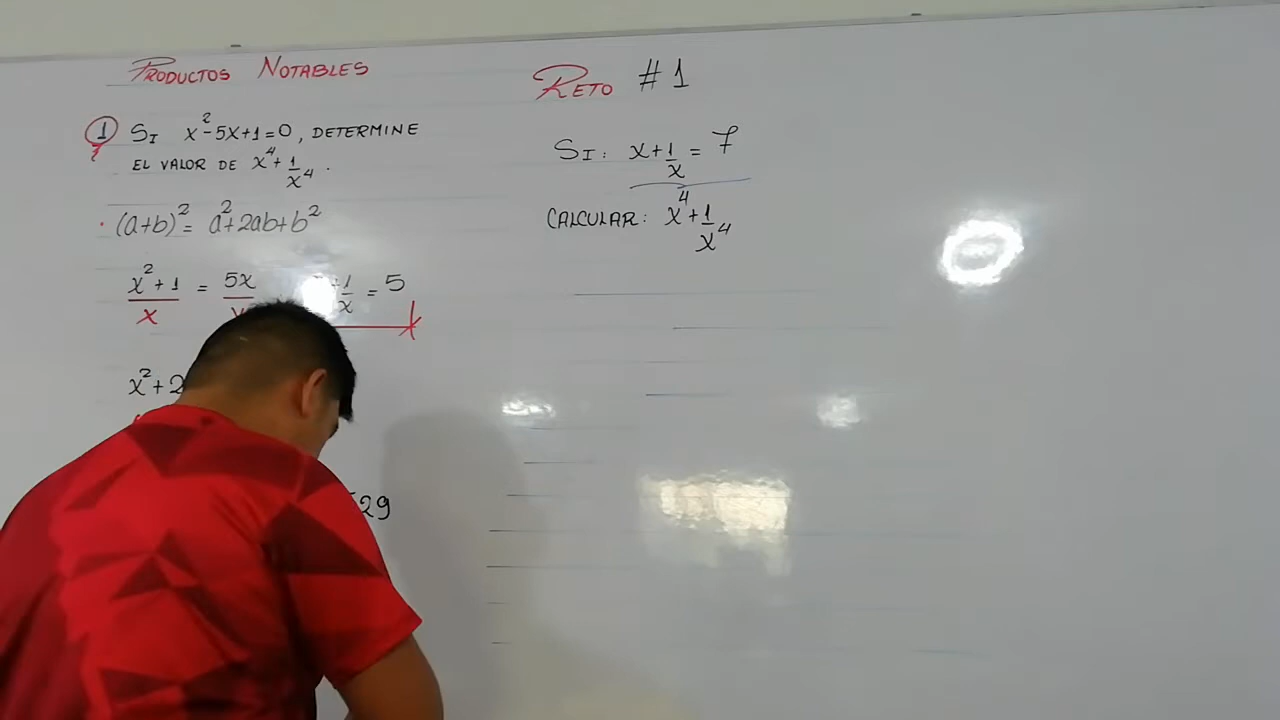 PRODUCTOS NOTABLES
1 SI x²-5x+1=0, DETERMINE
EL VALOR DE x⁴+1/x⁴.
(a+b)²=a²+2ab+b²
x²+1/x = 5x/x +1/x=5
x²+2
29
RETO #1
SI: x+1/x=7
CALCULAR: x⁴+1/x⁴